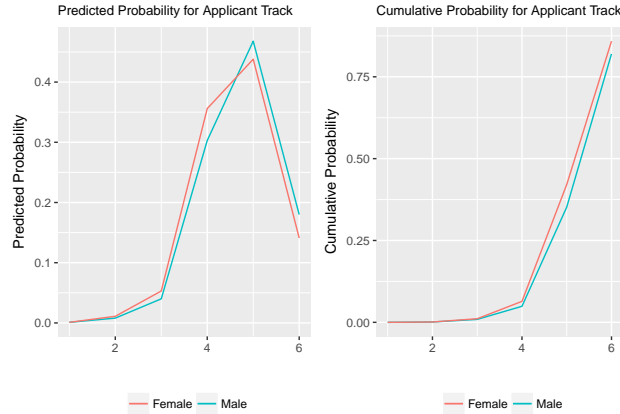 Predicted Probability for Applicant Track
Predicted Probability
0.4
0.3
0.2
0.1
0.0
2 4 6
Female Male
Cumulative Probability for Applicant Track
Cumulative Probability
0.75
0.50
0.25
0.00
2 4 6
Female Male